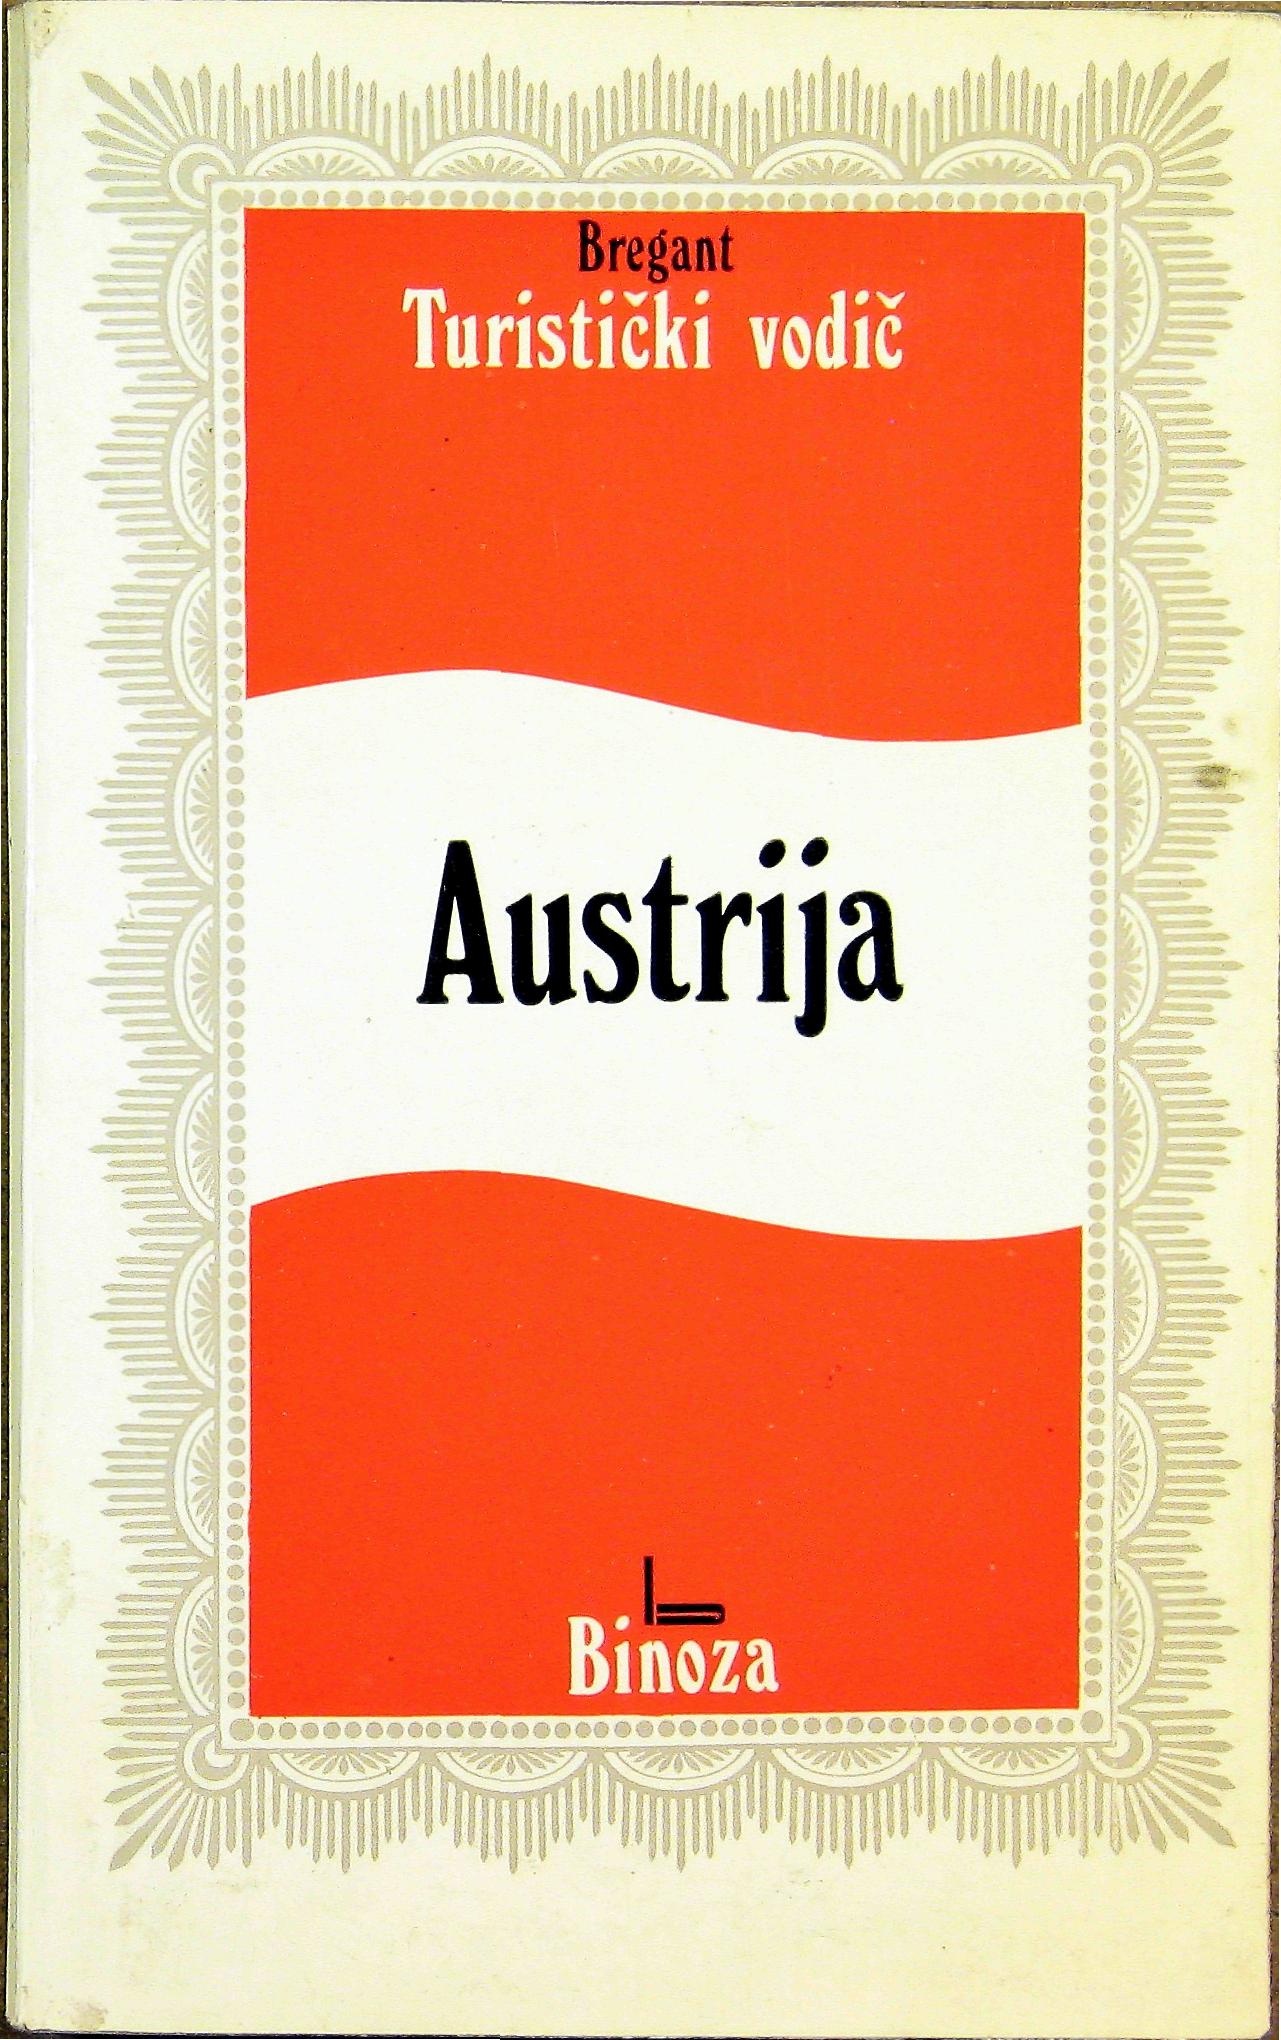 Bregant
Turistički vodič
Austrija
Binoza